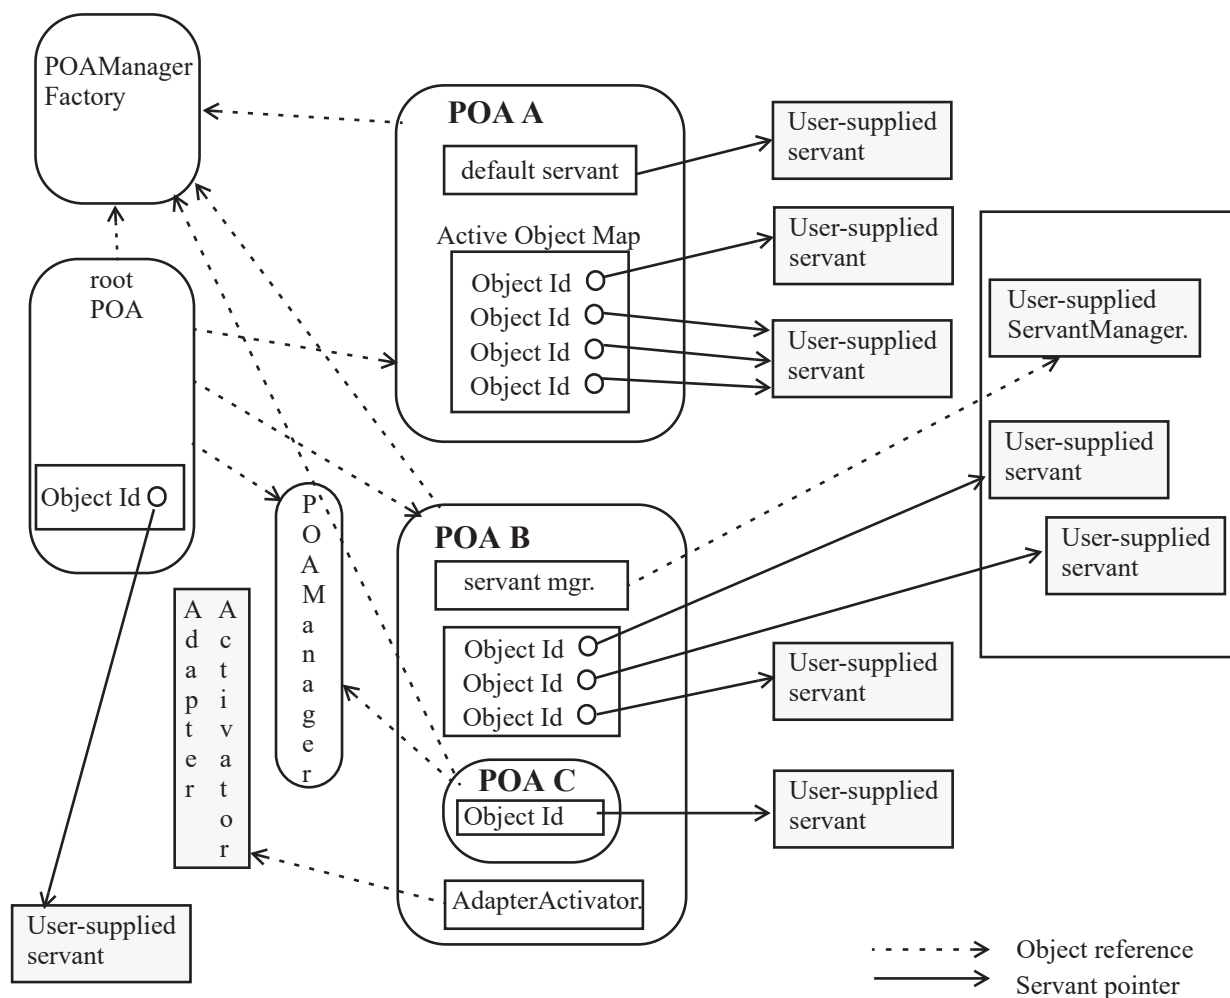 POAManager
Factory
POA A
default servant
Active Object Map
Object Id
Object Id
Object Id
Object Id
User-supplied
servant
User-supplied
servant
User-supplied
servant
User-supplied
ServantManager.
User-supplied
servant
User-supplied
servant
root
POA
Object Id
POAManager
Adapter
Activator
POA B
servant mgr.
Object Id
Object Id
Object Id
User-supplied
servant
POA C
Object Id
User-supplied
servant
AdapterActivator.
User-supplied
servant
Object reference
Servant pointer